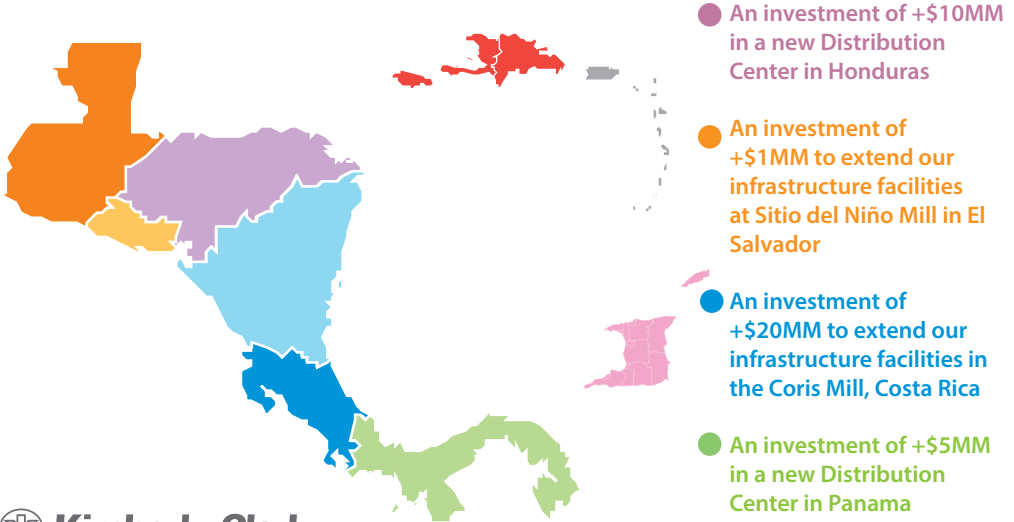 An investment of +$10MM
in a new Distribution
Center in Honduras
An investment of
+$1MM to extend our
infrastructure facilities
at Sitio del Niño Mill in El
Salvador
An investment of
+$20MM to extend our
infrastructure facilities in
the Coris Mill, Costa Rica
An investment of +$5MM
in a new Distribution
Center in Panama